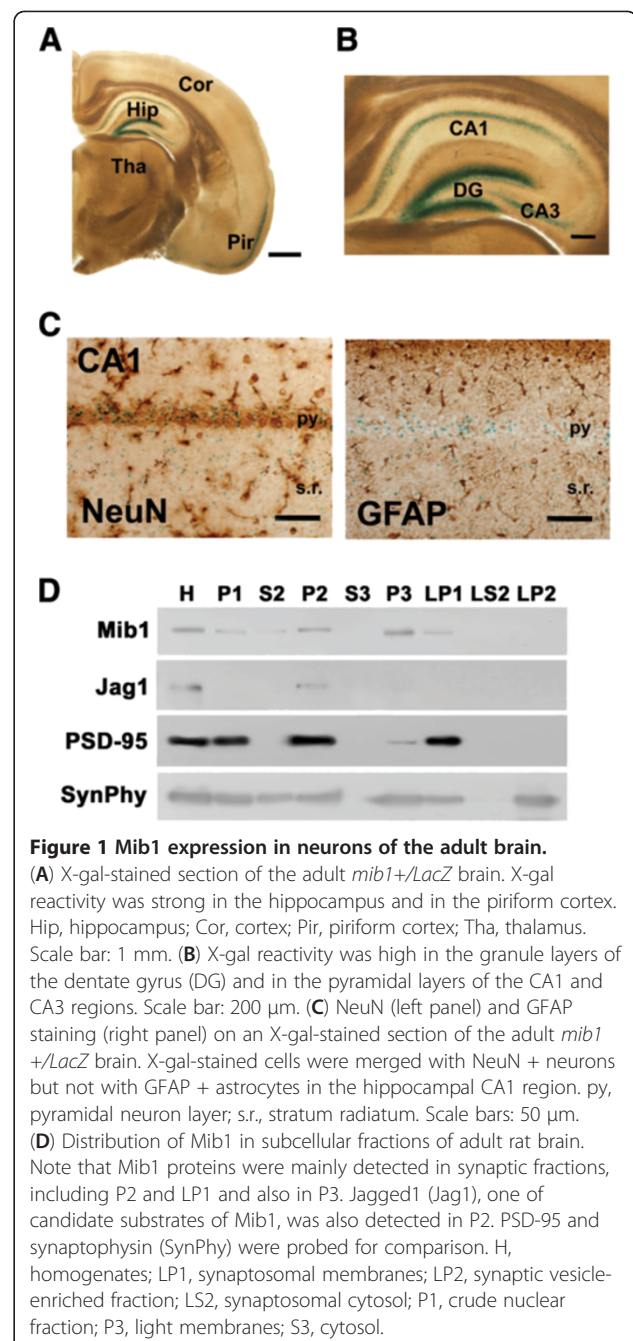 A
Cor
Hip
Tha
Pir
B
CA1
DG
CA3
C
CA1
py
s.r.
NeuN
py
s.r.
GFAP
D
H P1 S2 P2 S3 P3 LP1 LS2 LP2
Mib1
Jag1
PSD-95
SynPhy
Figure 1 Mib1 expression in neurons of the adult brain.
(A) X-gal-stained section of the adult mib1+/LacZ brain. X-gal
reactivity was strong in the hippocampus and in the piriform cortex.
Hip, hippocampus; Cor, cortex; Pir, piriform cortex; Tha, thalamus.
Scale bar: 1 mm. (B) X-gal reactivity was high in the granule layers of
the dentate gyrus (DG) and in the pyramidal layers of the CA1 and
CA3 regions. Scale bar: 200 μm. (C) NeuN (left panel) and GFAP
staining (right panel) on an X-gal-stained section of the adult mib1
+/LacZ brain. X-gal-stained cells were merged with NeuN + neurons
but not with GFAP + astrocytes in the hippocampal CA1 region. py,
pyramidal neuron layer; s.r., stratum radiatum. Scale bars: 50 μm.
(D) Distribution of Mib1 in subcellular fractions of adult rat brain.
Note that Mib1 proteins were mainly detected in synaptic fractions,
including P2 and LP1 and also in P3. Jagged1 (Jag1), one of
candidate substrates of Mib1, was also detected in P2. PSD-95 and
synaptophysin (SynPhy) were probed for comparison. H,
homogenates; LP1, synaptosomal membranes; LP2, synaptic vesicle-
enriched fraction; LS2, synaptosomal cytosol; P1, crude nuclear
fraction; P3, light membranes; S3, cytosol.